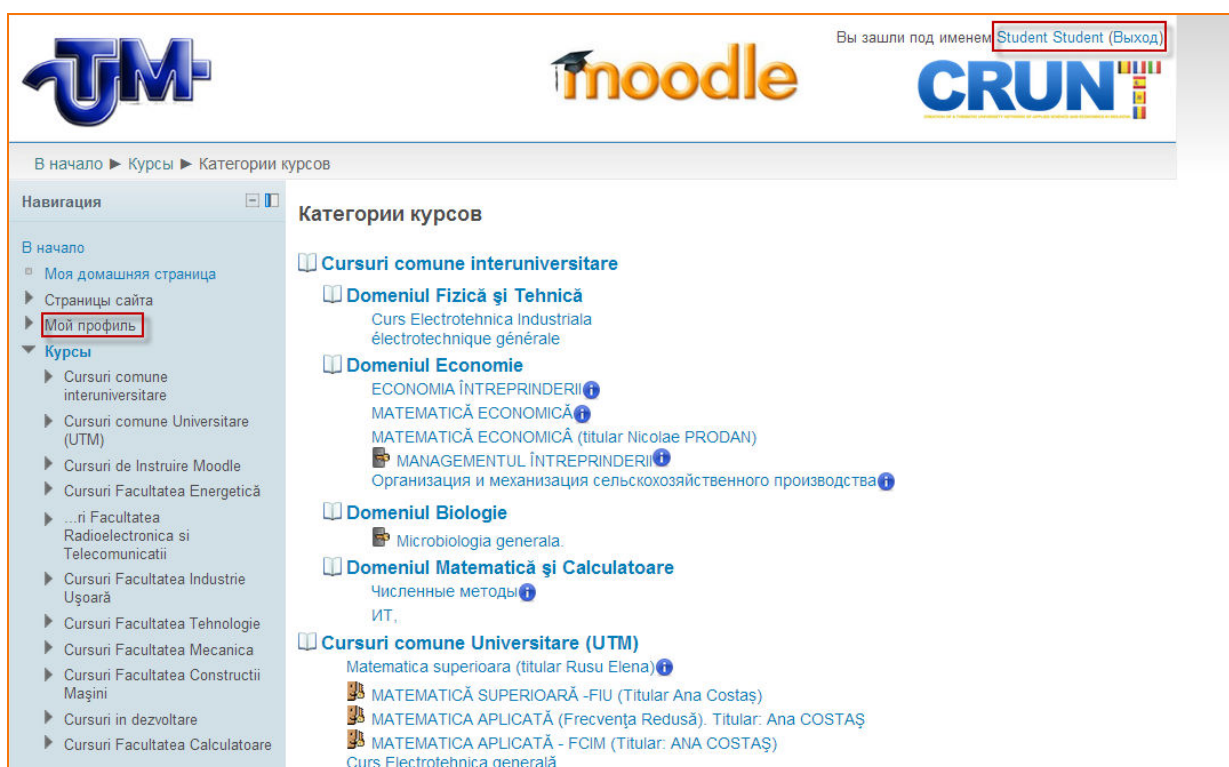 Вы зашли под именем Student Student (Выход)
UTM
moodle
CRUNT
В начало ► Курсы ► Категории курсов
Навигация
В начало
Моя домашняя страница
Страницы сайта
Мой профиль
Курсы
Cursuri comune
interuniversitare
Cursuri comune Universitare
(UTM)
Cursuri de Instruire Moodle
Cursuri Facultatea Energetică
...ri Facultatea
Radioelectronica si
Telecomunicatii
Cursuri Facultatea Industrie
Uşoară
Cursuri Facultatea Tehnologie
Cursuri Facultatea Mecanica
Cursuri Facultatea Constructii
Maşini
Cursuri in dezvoltare
Cursuri Facultatea Calculatoare
Категории курсов
Cursuri comune interuniversitare
Domeniul Fizică şi Tehnică
Curs Electrotehnica Industriala
électrotechnique générale
Domeniul Economie
ECONOMIA ÎNTREPRINDERII
MATEMATICĂ ECONOMICĂ
MATEMATICĂ ECONOMICÂ (titular Nicolae PRODAN)
MANAGEMENTUL ÎNTREPRINDERII
Организация и механизация сельскохозяйственного производства
Domeniul Biologie
Microbiologia generala.
Domeniul Matematică şi Calculatoare
Численные методы
ИТ,
Cursuri comune Universitare (UTM)
Matematica superioara (titular Rusu Elena)
MATEMATICĂ SUPERIOARĂ -FIU (Titular Ana Costaș)
MATEMATICA APLICATĂ (Frecvenţa Redusă). Titular: Ana COSTAŞ
MATEMATICA APLICATĂ - FCIM (Titular: ANA COSTAŞ)
Curs Electrotehnica generală